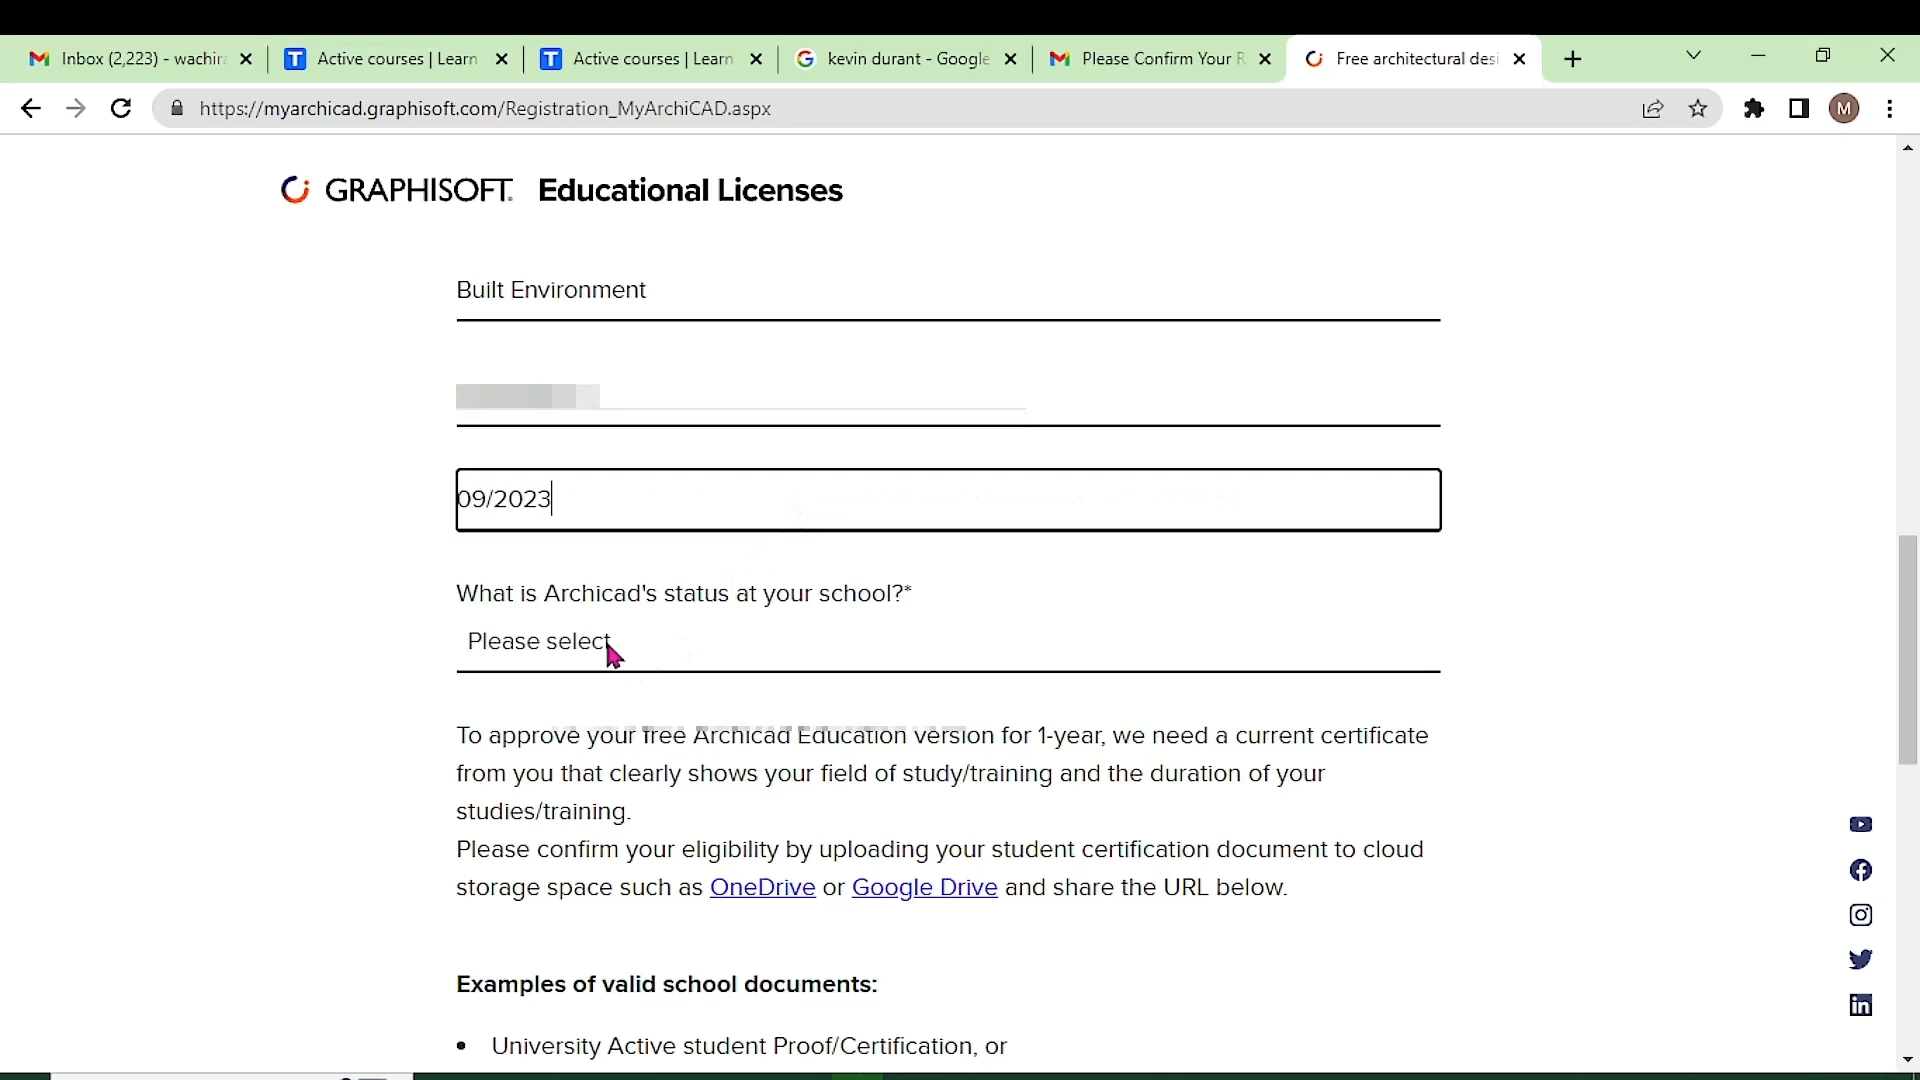 Inbox (2,223) - wachira
Active courses | Learn
Active courses | Learn
kevin durant - Google
Please Confirm Your R
Free architectural desi
https://myarchicad.graphisoft.com/Registration_MyArchiCAD.aspx
M
GRAPHISOFT. Educational Licenses
Built Environment
09/2023
What is Archicad's status at your school?*
Please select
To approve your free Archicad Education version for 1-year, we need a current certificate
from you that clearly shows your field of study/training and the duration of your
studies/training.
Please confirm your eligibility by uploading your student certification document to cloud
storage space such as OneDrive or Google Drive and share the URL below.
Examples of valid school documents:
• University Active student Proof/Certification, or